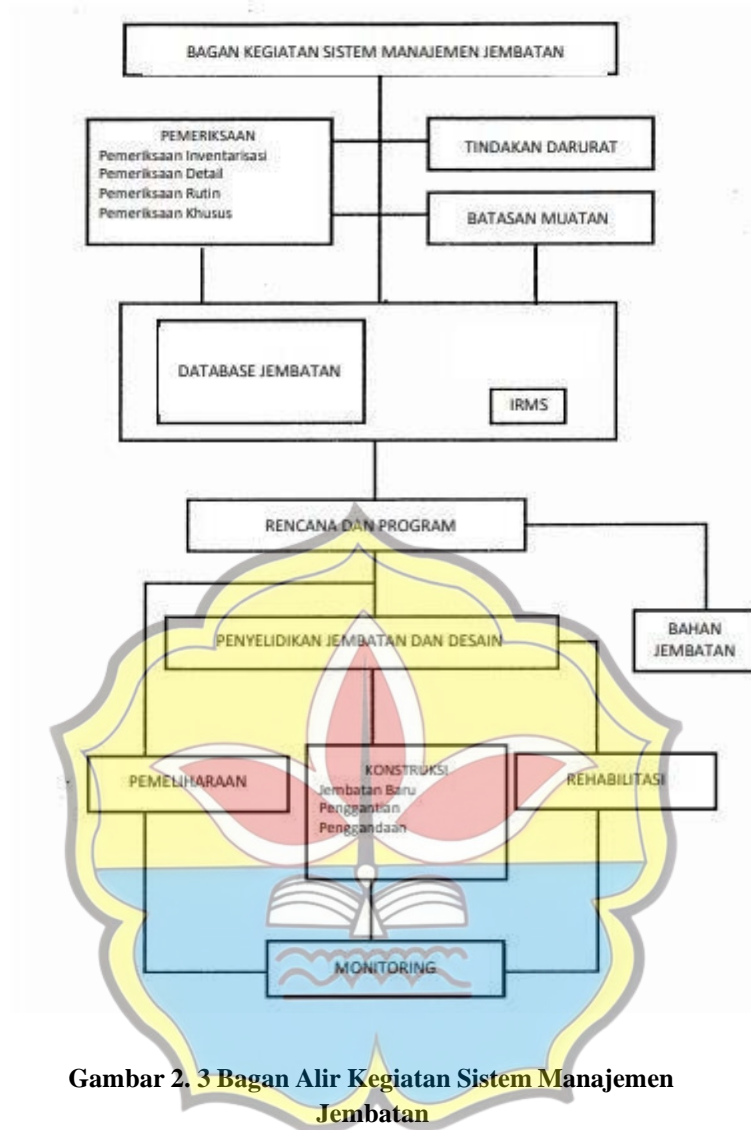 BAGAN KEGIATAN SISTEM MANAJEMEN JEMBATAN
PEMERIKSAAN
Pemeriksaan Inventarisasi
Pemeriksaan Detail
Pemeriksaan Rutin
Pemeriksaan Khusus
TINDAKAN DARURAT
BATASAN MUATAN
DATABASE JEMBATAN
IRMS
RENCANA DAN PROGRAM
PENYELIDIKAN JEMBATAN DAN DESAIN
BAHAN
JEMBATAN
PEMELIHARAAN
KONSTRUKSI
Jembatan Baru
Penggantian
Penggandaan
REHABILITASI
MONITORING
Gambar 2. 3 Bagan Alir Kegiatan Sistem Manajemen
Jembatan